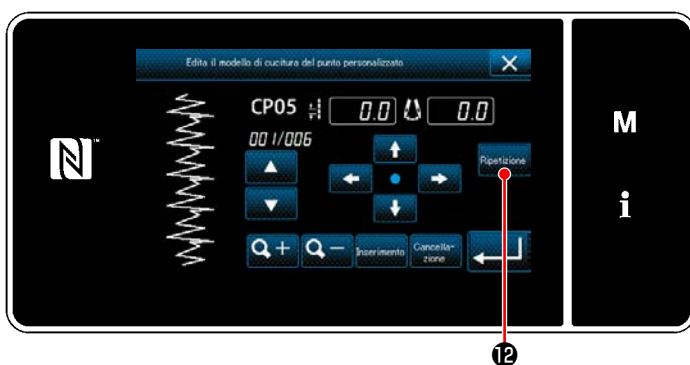 Edita il modello di cucitura del punto personalizzato
CP05 0.0 0.0
001/006
Ripetizione
Inserimento
Cancella-
zione
M
i
N
⓬